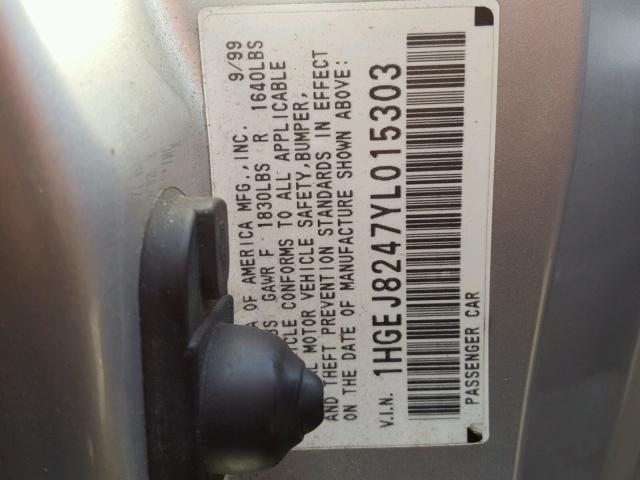 OF AMERICA MFG.,INC. 9/99
GAWR F 1830LBS R 1640LBS
CONFORMS TO ALL APPLICABLE
MOTOR VEHICLE SAFETY,BUMPER,
AND THEFT PREVENTION STANDARDS IN EFFECT
ON THE DATE OF MANUFACTURE SHOWN ABOVE:
V.I.N. 1HGEJ8247YL015303
PASSENGER CAR